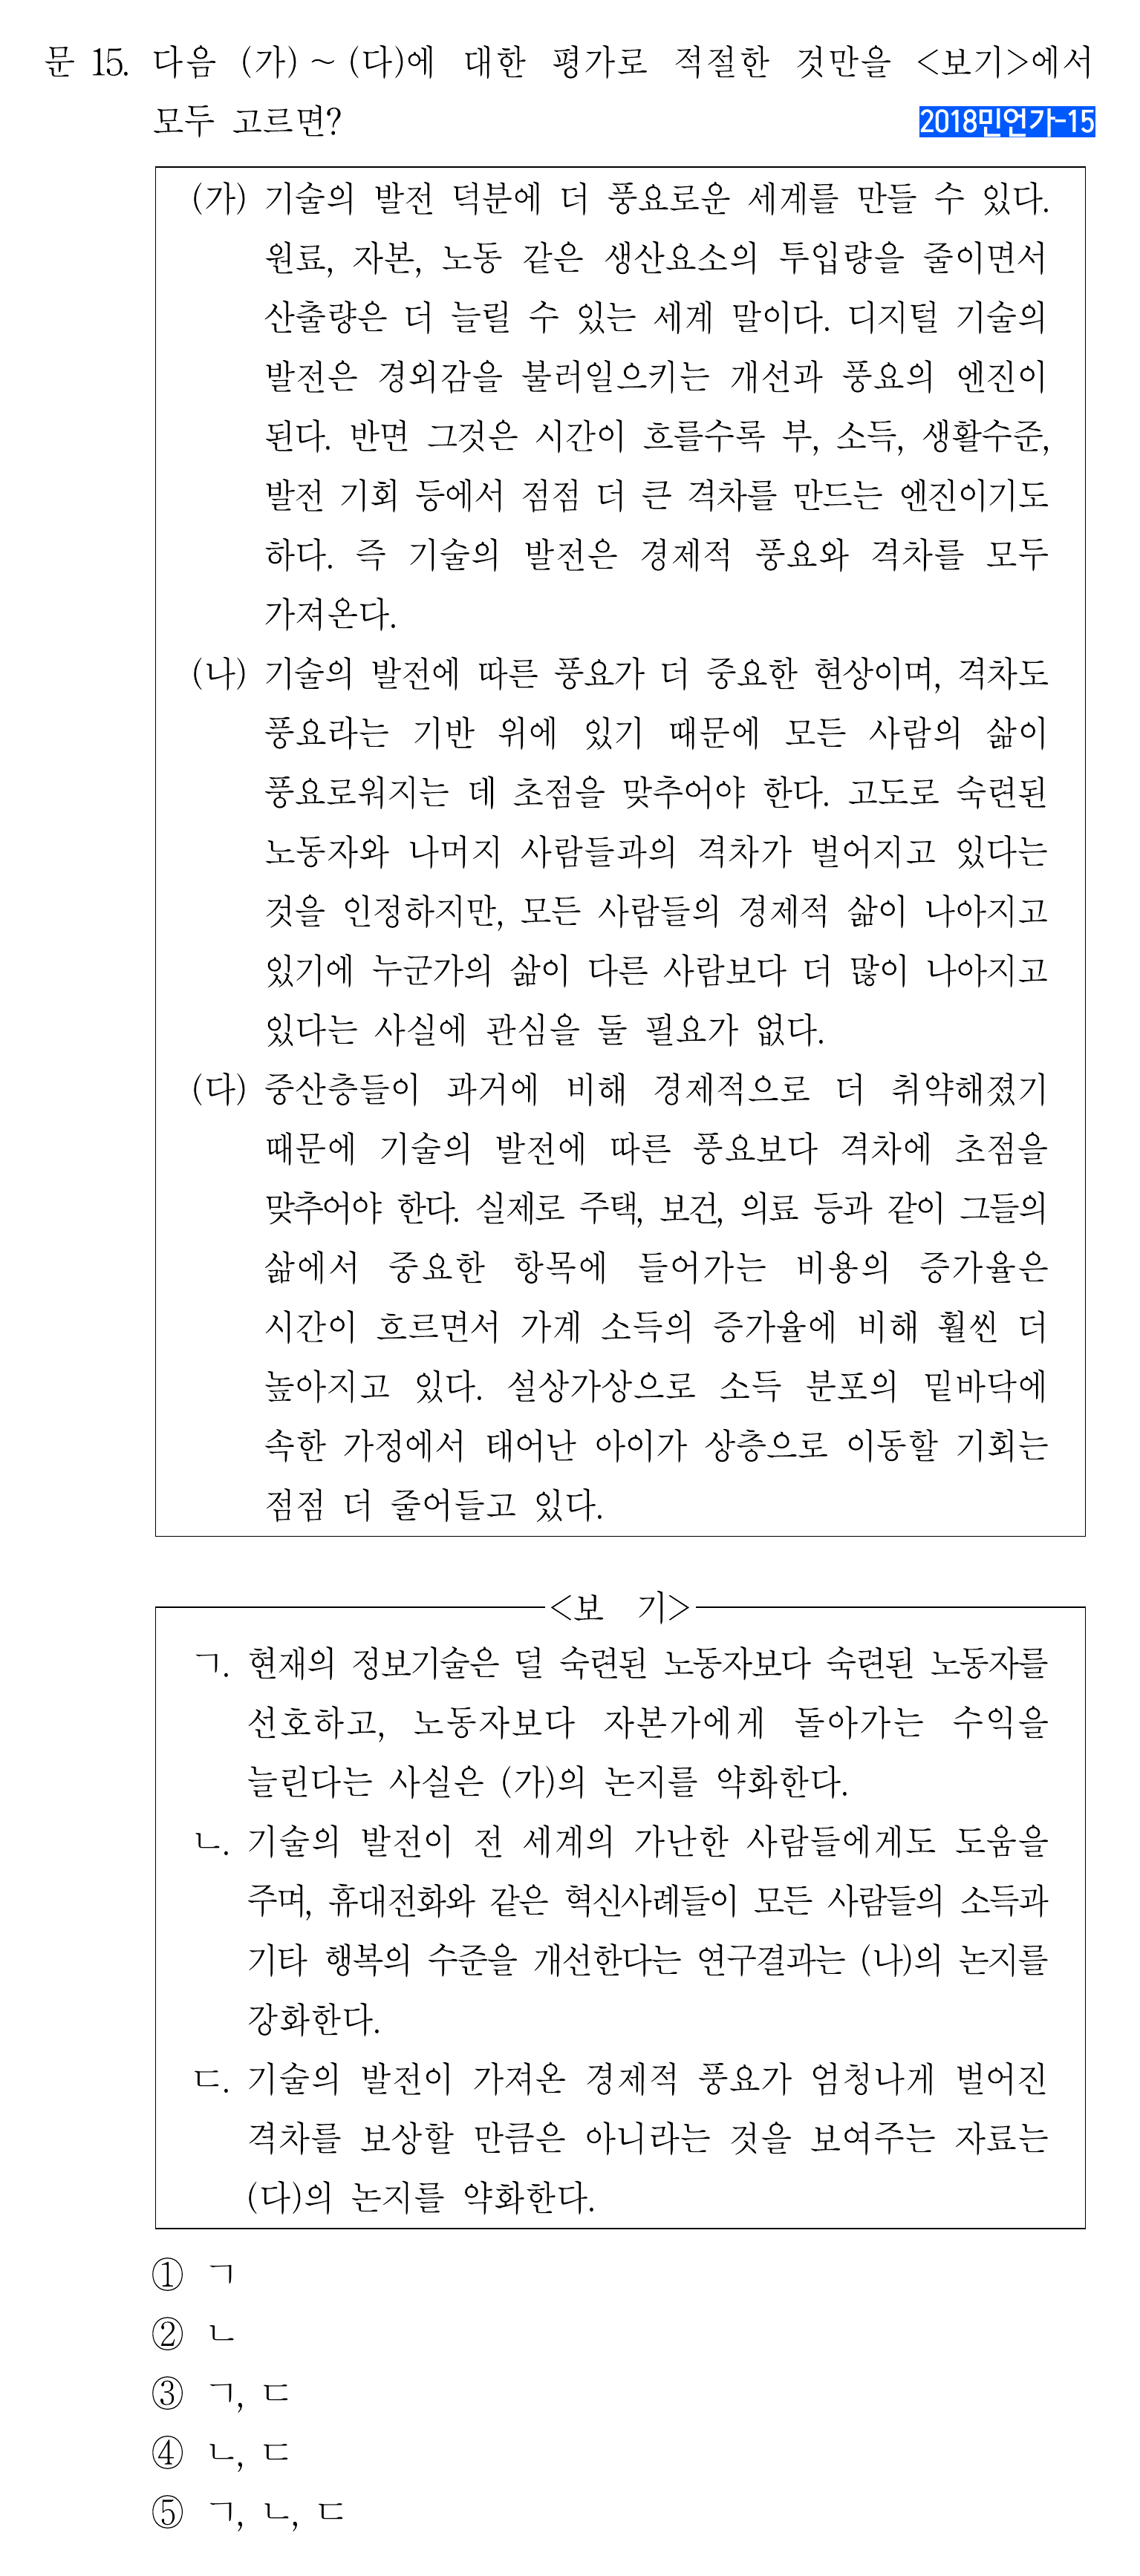 문 15. 다음 (가) ~ (다)에 대한 평가로 적절한 것만을 <보기>에서
모두 고르면?
2018민언가-15
(가) 기술의 발전 덕분에 더 풍요로운 세계를 만들 수 있다.
원료, 자본, 노동 같은 생산요소의 투입량을 줄이면서
산출량은 더 늘릴 수 있는 세계 말이다. 디지털 기술의
발전은 경외감을 불러일으키는 개선과 풍요의 엔진이
된다. 반면 그것은 시간이 흐를수록 부, 소득, 생활수준,
발전 기회 등에서 점점 더 큰 격차를 만드는 엔진이기도
하다. 즉 기술의 발전은 경제적 풍요와 격차를 모두
가져온다.
(나) 기술의 발전에 따른 풍요가 더 중요한 현상이며, 격차도
풍요라는 기반 위에 있기 때문에 모든 사람의 삶이
풍요로워지는 데 초점을 맞추어야 한다. 고도로 숙련된
노동자와 나머지 사람들과의 격차가 벌어지고 있다는
것을 인정하지만, 모든 사람들의 경제적 삶이 나아지고
있기에 누군가의 삶이 다른 사람보다 더 많이 나아지고
있다는 사실에 관심을 둘 필요가 없다.
(다) 중산층들이 과거에 비해 경제적으로 더 취약해졌기
때문에 기술의 발전에 따른 풍요보다 격차에 초점을
맞추어야 한다. 실제로 주택, 보건, 의료 등과 같이 그들의
삶에서 중요한 항목에 들어가는 비용의 증가율은
시간이 흐르면서 가계 소득의 증가율에 비해 훨씬 더
높아지고 있다. 설상가상으로 소득 분포의 밑바닥에
속한 가정에서 태어난 아이가 상층으로 이동할 기회는
점점 더 줄어들고 있다.
<보 기>
ㄱ. 현재의 정보기술은 덜 숙련된 노동자보다 숙련된 노동자를
선호하고, 노동자보다 자본가에게 돌아가는 수익을
늘린다는 사실은 (가)의 논지를 약화한다.
ㄴ. 기술의 발전이 전 세계의 가난한 사람들에게도 도움을
주며, 휴대전화와 같은 혁신사례들이 모든 사람들의 소득과
기타 행복의 수준을 개선한다는 연구결과는 (나)의 논지를
강화한다.
ㄷ. 기술의 발전이 가져온 경제적 풍요가 엄청나게 벌어진
격차를 보상할 만큼은 아니라는 것을 보여주는 자료는
(다)의 논지를 약화한다.
① ㄱ
② ㄴ
③ ㄱ, ㄷ
④ ㄴ, ㄷ
⑤ ㄱ, ㄴ, ㄷ